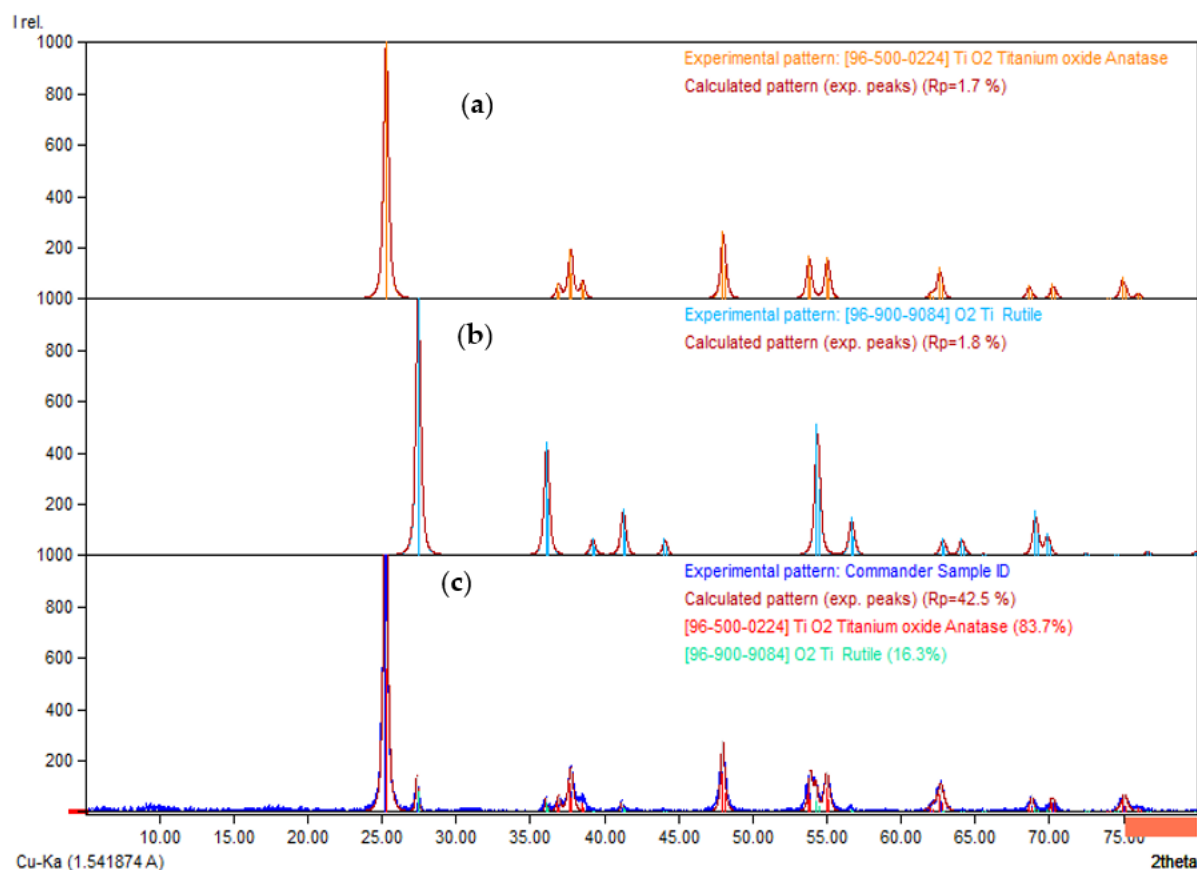 I rel.
1000
800
600
400
200
(a)
Experimental pattern: [96-500-0224] Ti O2 Titanium oxide Anatase
Calculated pattern (exp. peaks) (Rp=1.7 %)
1000
800
600
400
200
(b)
Experimental pattern: [96-900-9084] O2 Ti Rutile
Calculated pattern (exp. peaks) (Rp=1.8 %)
1000
800
600
400
200
(c)
Experimental pattern: Commander Sample ID
Calculated pattern (exp. peaks) (Rp=42.5 %)
[96-500-0224] Ti O2 Titanium oxide Anatase (83.7%)
[96-900-9084] O2 Ti Rutile (16.3%)
10.00 15.00 20.00 25.00 30.00 35.00 40.00 45.00 50.00 55.00 60.00 65.00 70.00 75.00
Cu-Ka (1.541874 A) 2theta